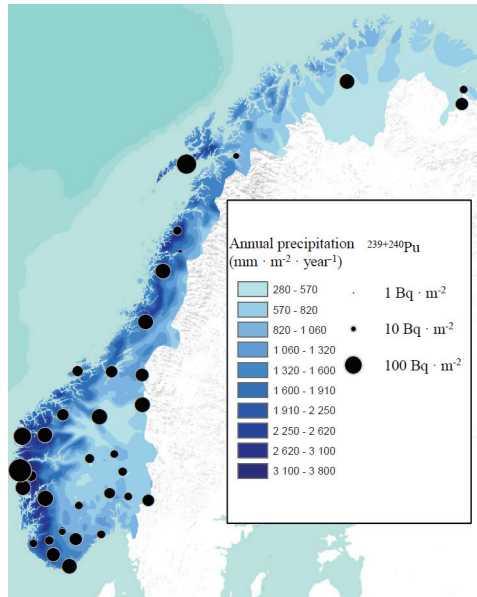 Annual precipitation 239+240Pu
(mm · m-2 · year-1)
280 - 570
570 - 820
820 - 1 060
1 060 - 1 320
1 320 - 1 600
1 600 - 1 910
1 910 - 2 250
2 250 - 2 620
2 620 - 3 100
3 100 - 3 800
1 Bq · m-2
10 Bq · m-2
100 Bq · m-2